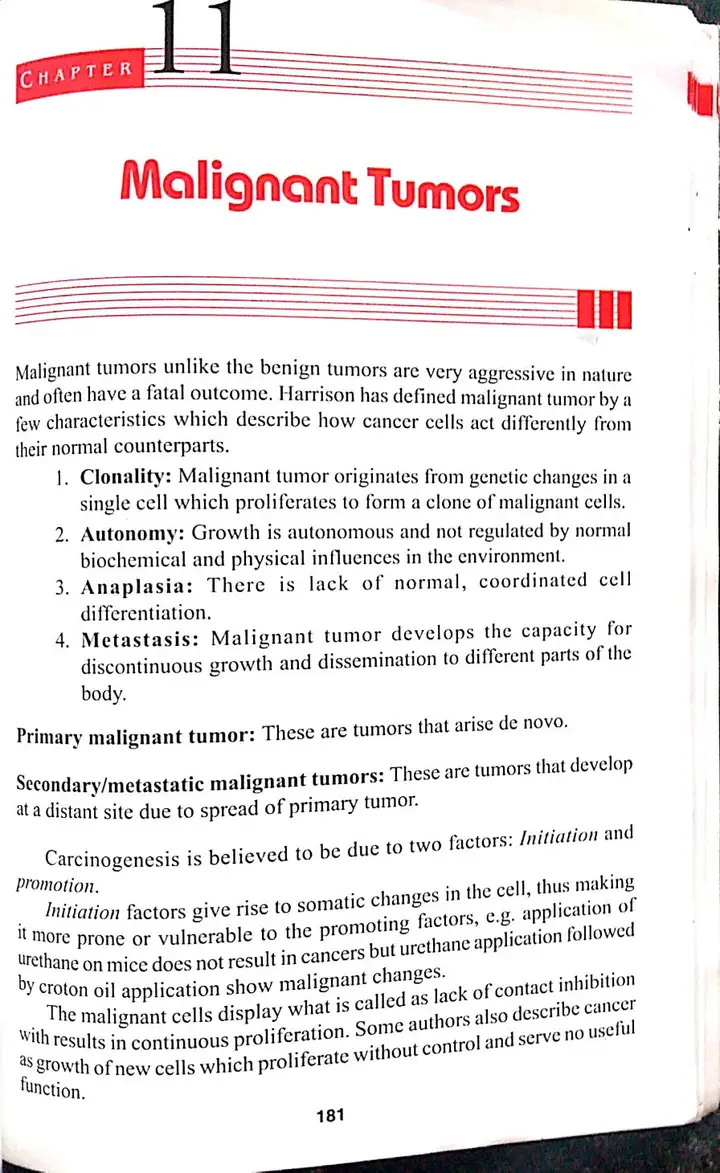 CHAPTER 11
Malignant Tumors
Malignant tumors unlike the benign tumors are very aggressive in nature
and often have a fatal outcome. Harrison has defined malignant tumor by a
few characteristics which describe how cancer cells act differently from
their normal counterparts.
1. Clonality: Malignant tumor originates from genetic changes in a
single cell which proliferates to form a clone of malignant cells.
2. Autonomy: Growth is autonomous and not regulated by normal
biochemical and physical influences in the environment.
3. Anaplasia: There is lack of normal, coordinated cell
differentiation.
4. Metastasis: Malignant tumor develops the capacity for
discontinuous growth and dissemination to different parts of the
body.
Primary malignant tumor: These are tumors that arise de novo.
Secondary/metastatic malignant tumors: These are tumors that develop
at a distant site due to spread of primary tumor.
Carcinogenesis is believed to be due to two factors: Initiation and
promotion.
Initiation factors give rise to somatic changes in the cell, thus making
it more prone or vulnerable to the promoting factors, e.g. application of
urethane on mice does not result in cancers but urethane application followed
by croton oil application show malignant changes.
The malignant cells display what is called as lack of contact inhibition
with results in continuous proliferation. Some authors also describe cancer
as growth of new cells which proliferate without control and serve no useful
function.
181